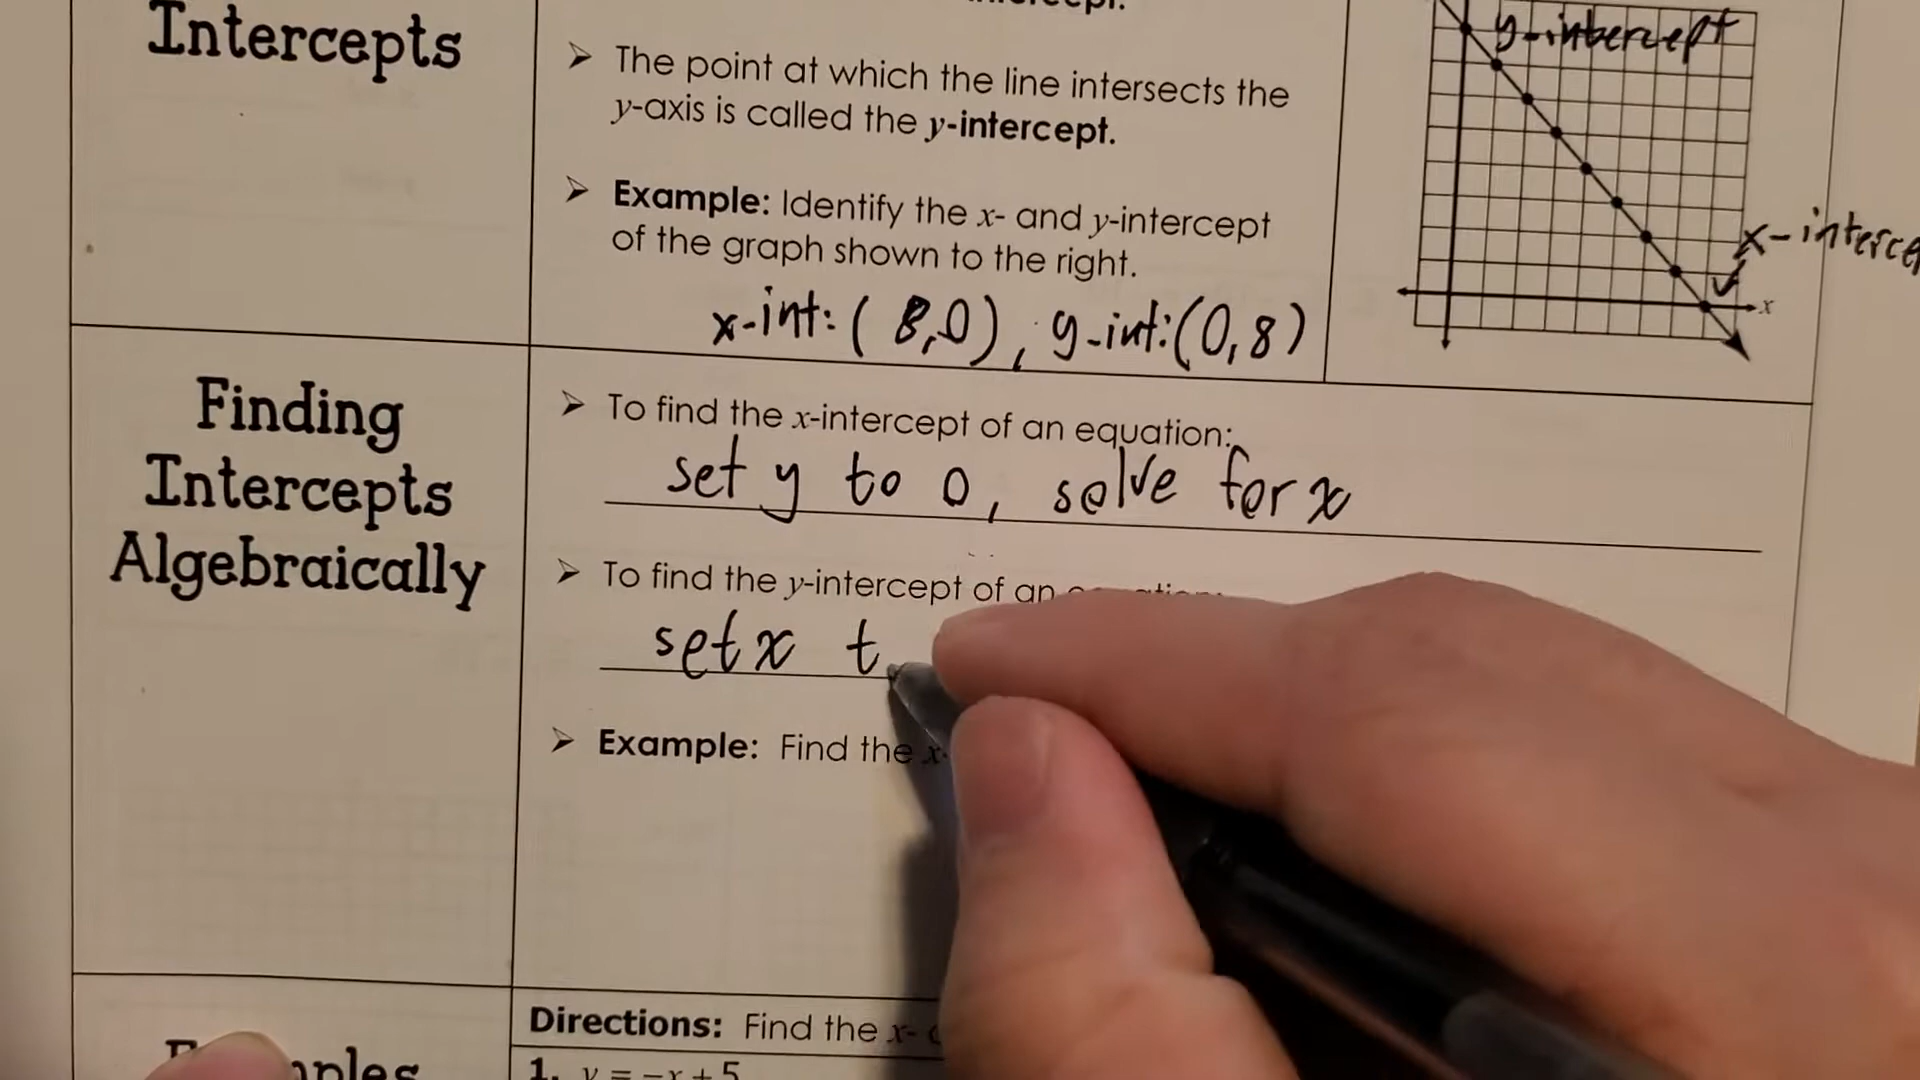 Intercepts
➤ The point at which the line intersects the
y-axis is called the y-intercept.
➤ Example: Identify the x- and y-intercept
of the graph shown to the right.
x-int: (8,0), y-int: (0,8)
y-intercept
x-interce
x
Finding
Intercepts
Algebraically
➤ To find the x-intercept of an equation:
set y to 0, solve for x
➤ To find the y-intercept of an
set x t
➤ Example: Find the x-
Directions: Find the x-
1. y = -x + 5